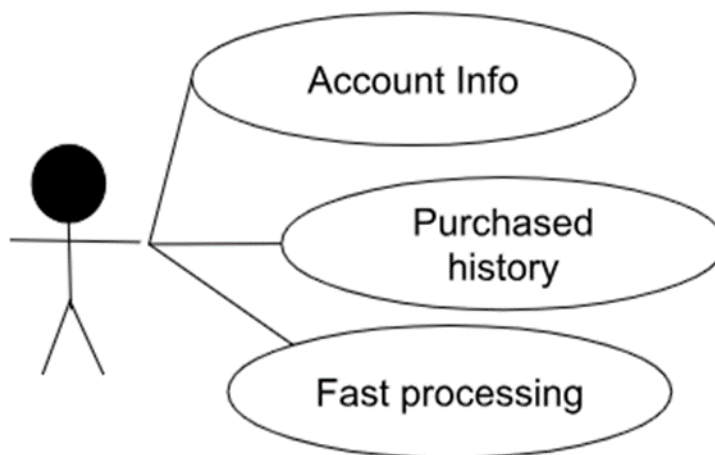 Account Info
Purchased
history
Fast processing